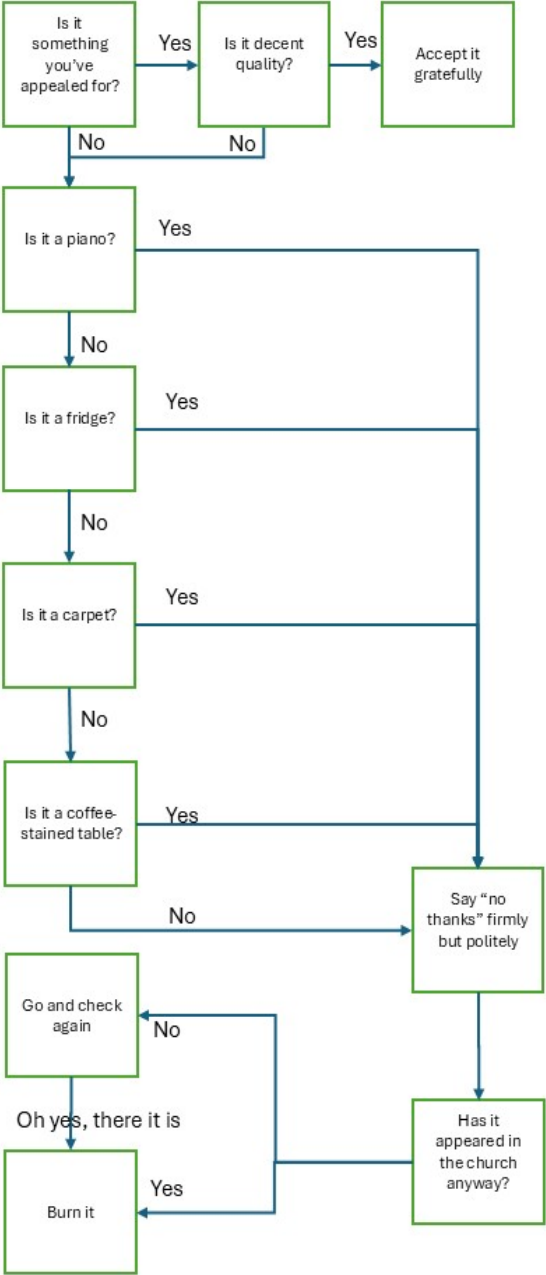 Is it
something
you’ve
appealed for?
Yes
Is it decent
quality?
Yes
Accept it
gratefully
No
No
Is it a piano?
Yes
No
Is it a fridge?
Yes
No
Is it a carpet?
Yes
No
Is it a coffee-
stained table?
Yes
No
Say “no
thanks” firmly
but politely
Go and check
again
No
Oh yes, there it is
Has it
appeared in
the church
anyway?
Yes
Burn it